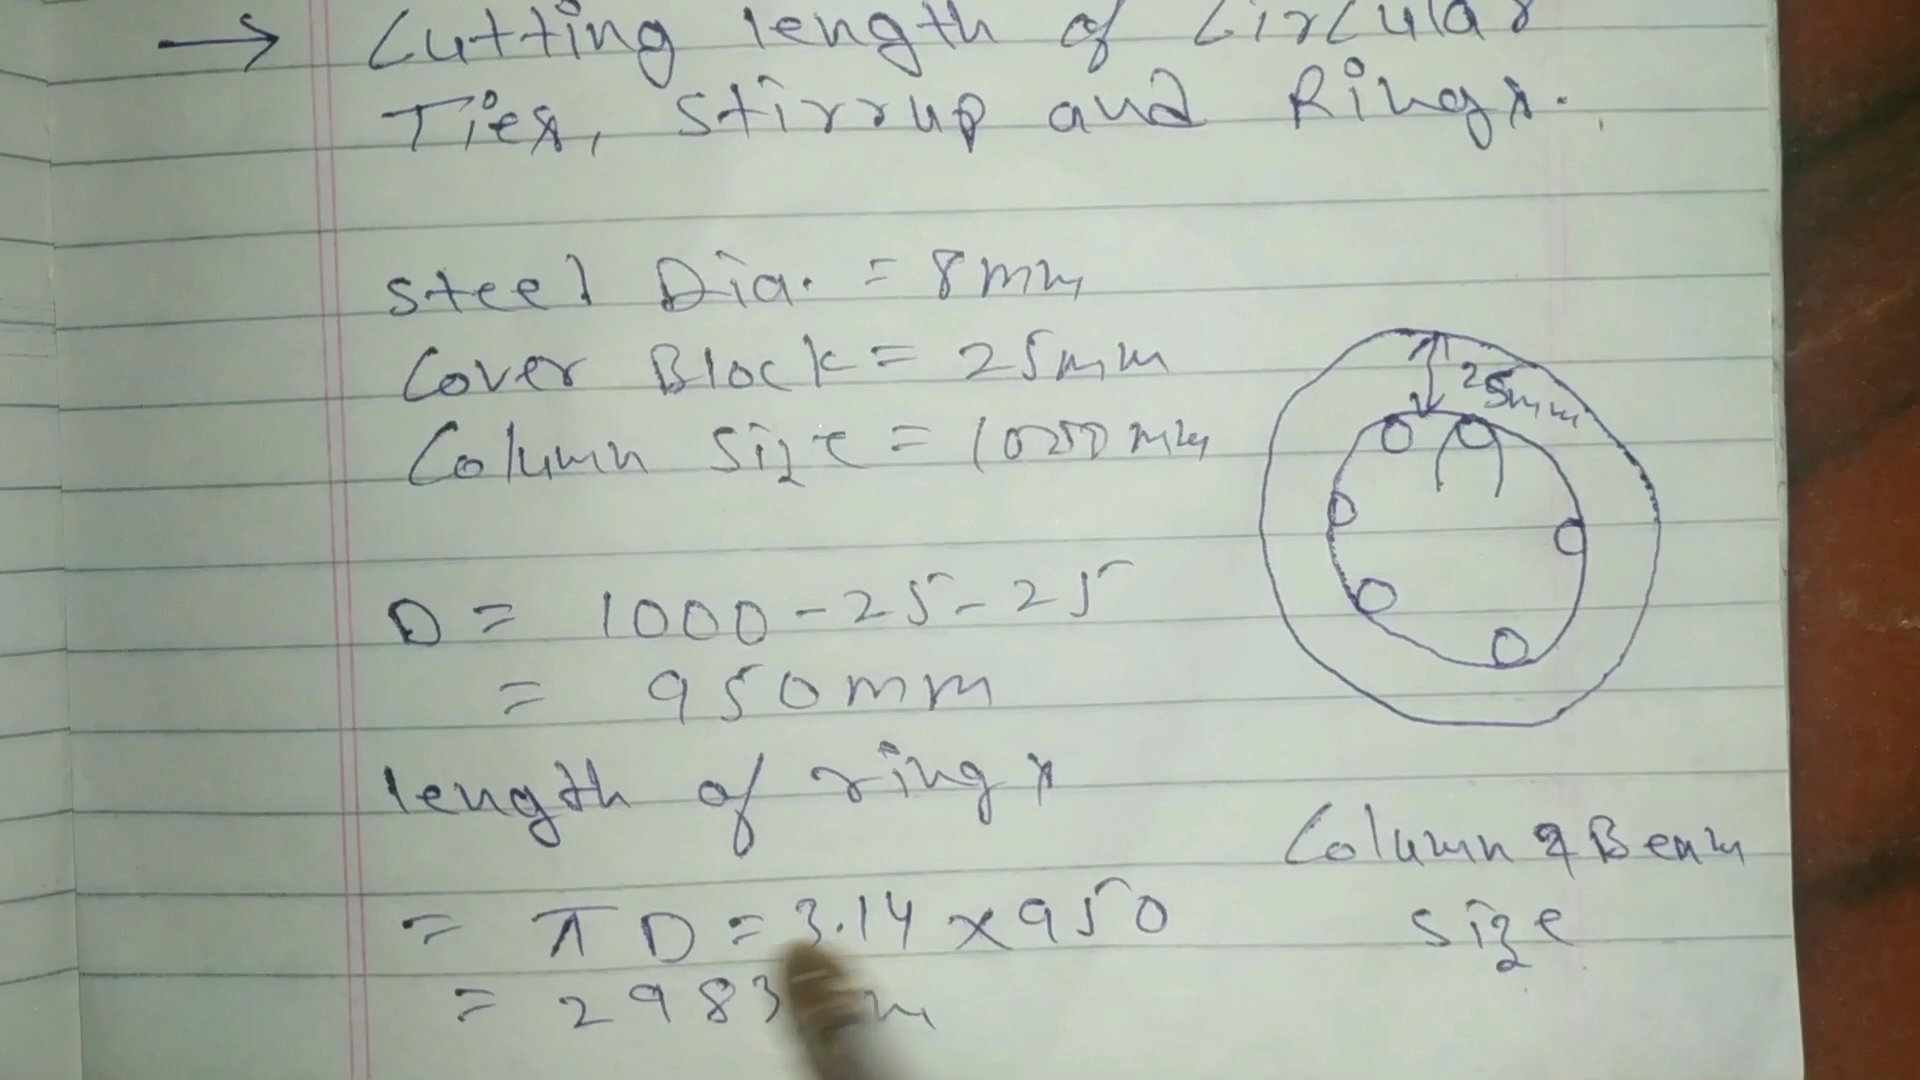 → Cutting length of Circular
Ties, stirrup and Rings.
Steel Dia. = 8mm
Cover Block = 25mm
Column Size = 1000 mm
25mm
D = 1000 - 25 - 25
= 950mm
length of rings
Column & Beam
Size
= π D = 3.14 × 950
= 2983